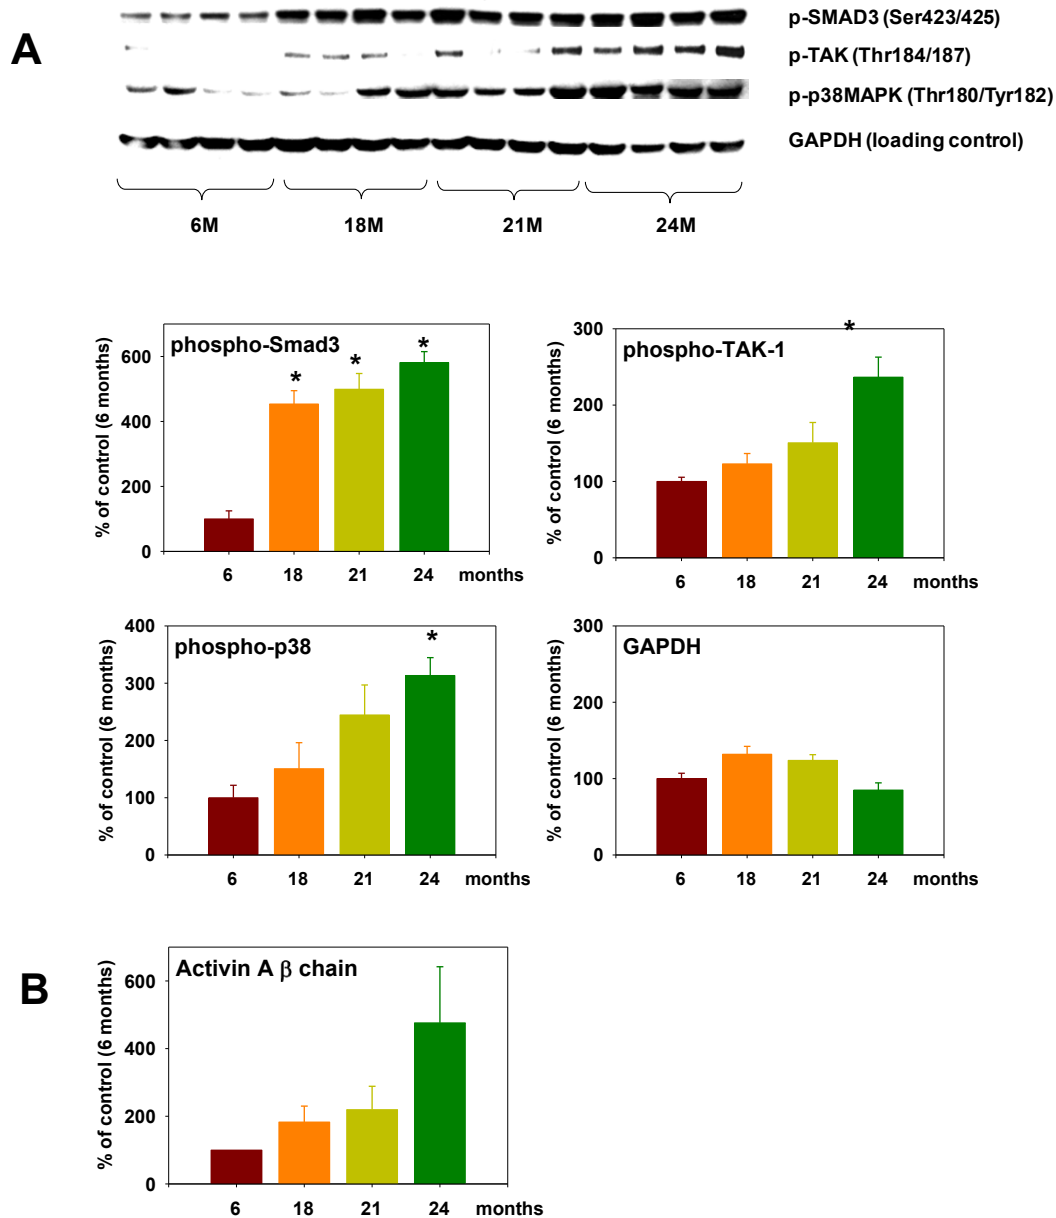 A
p-SMAD3 (Ser423/425)
p-TAK (Thr184/187)
p-p38MAPK (Thr180/Tyr182)
GAPDH (loading control)
6M 18M 21M 24M
phospho-Smad3
% of control (6 months)
600
400
200
0
* * *
6 18 21 24 months
phospho-TAK-1
% of control (6 months)
300
200
100
0
*
6 18 21 24 months
phospho-p38
% of control (6 months)
400
300
200
100
0
*
6 18 21 24 months
GAPDH
% of control (6 months)
300
200
100
0
6 18 21 24 months
B
Activin A β chain
% of control (6 months)
600
400
200
0
6 18 21 24 months